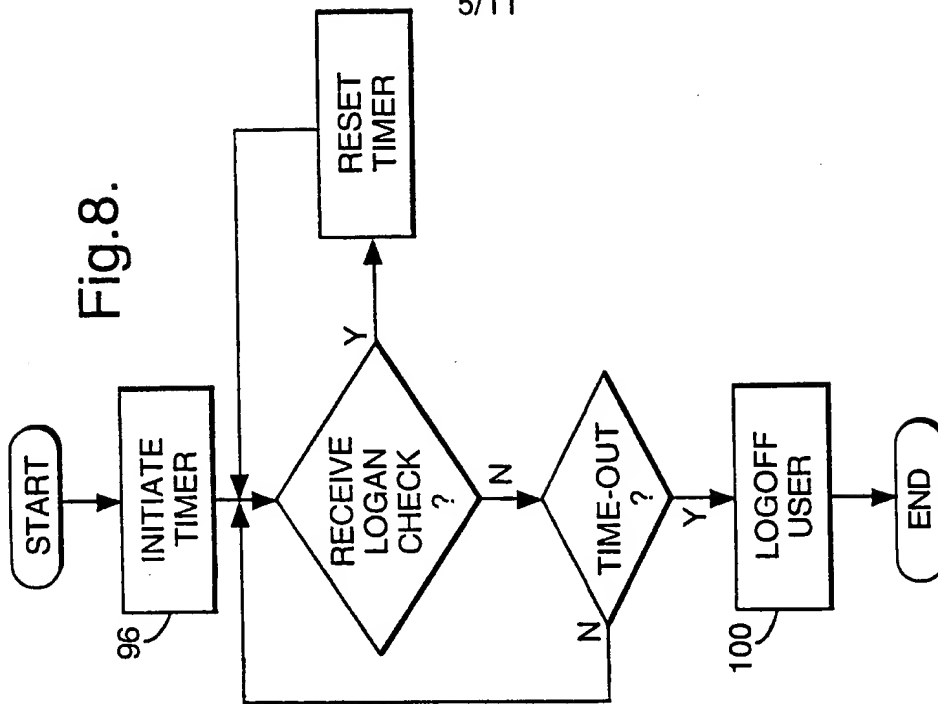 5/11
Fig.8.
START
INITIATE
TIMER
96
RECEIVE
LOGAN
CHECK
?
Y
RESET
TIMER
N
TIME-OUT
?
N
Y
LOGOFF
USER
100
END